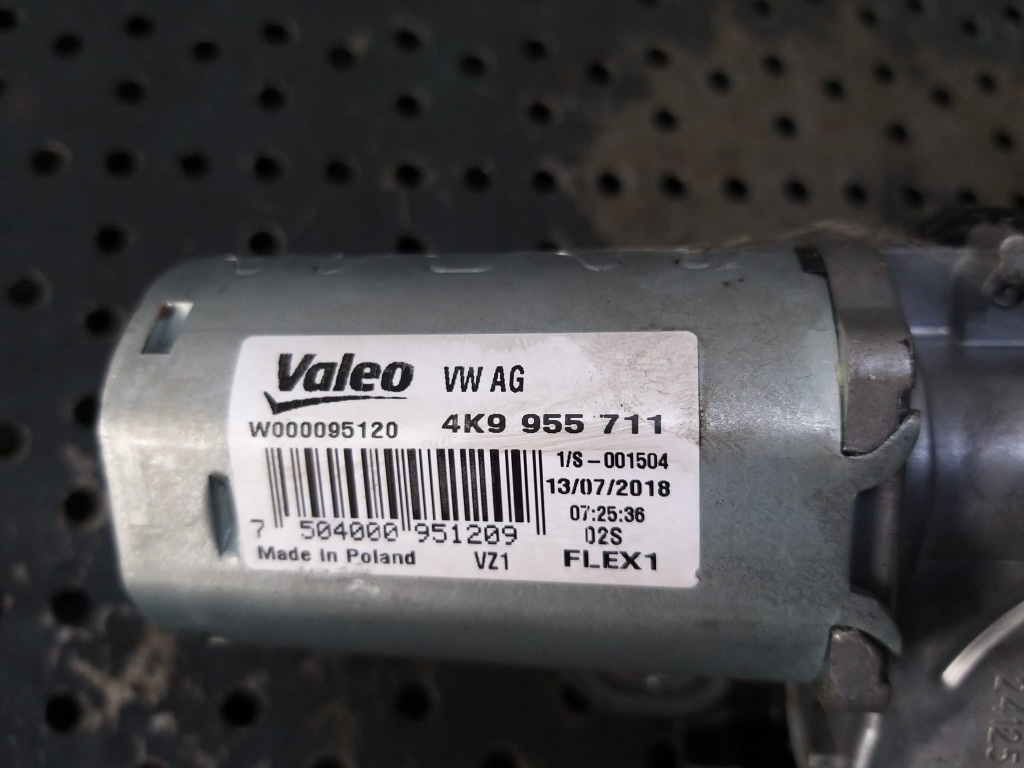 Valeo VW AG
W000095120 4K9 955 711
1/S-001504
13/07/2018
07:25:36
7 504000 951209 02S
Made In Poland VZ1 FLEX1